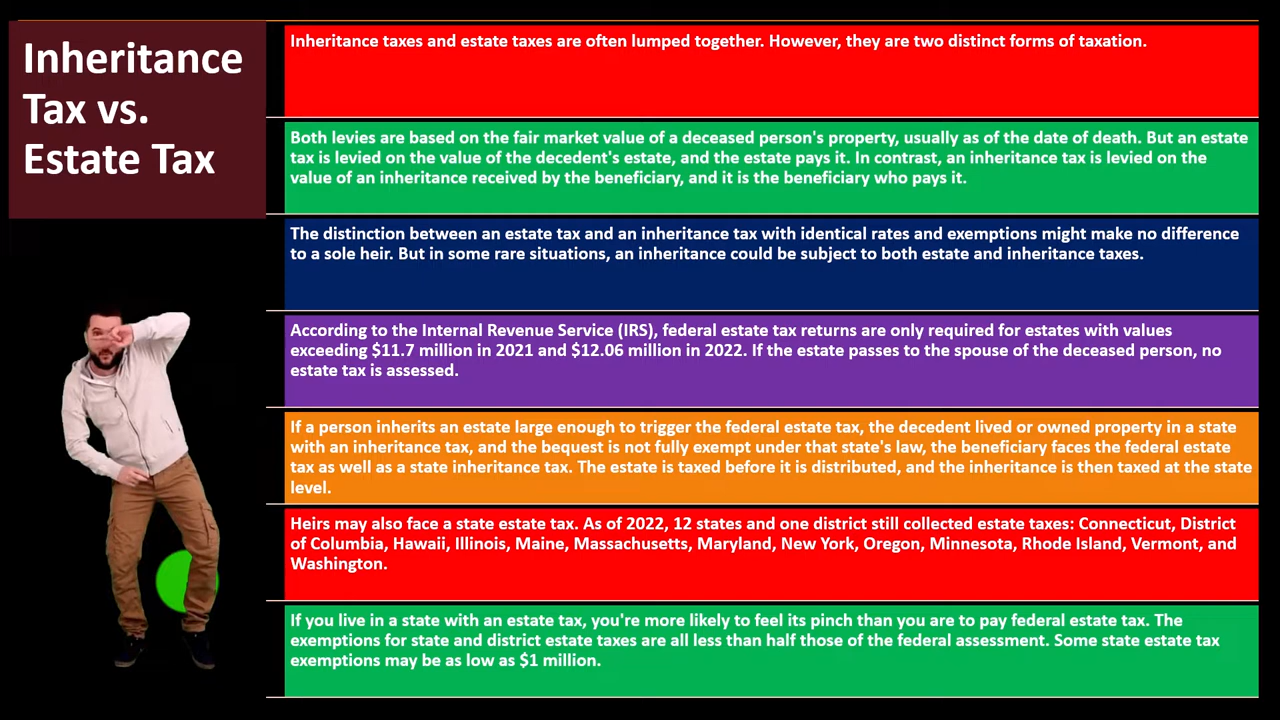 Inheritance
Tax vs.
Estate Tax
Inheritance taxes and estate taxes are often lumped together. However, they are two distinct forms of taxation.
Both levies are based on the fair market value of a deceased person's property, usually as of the date of death. But an estate
tax is levied on the value of the decedent's estate, and the estate pays it. In contrast, an inheritance tax is levied on the
value of an inheritance received by the beneficiary, and it is the beneficiary who pays it.
The distinction between an estate tax and an inheritance tax with identical rates and exemptions might make no difference
to a sole heir. But in some rare situations, an inheritance could be subject to both estate and inheritance taxes.
According to the Internal Revenue Service (IRS), federal estate tax returns are only required for estates with values
exceeding $11.7 million in 2021 and $12.06 million in 2022. If the estate passes to the spouse of the deceased person, no
estate tax is assessed.
If a person inherits an estate large enough to trigger the federal estate tax, the decedent lived or owned property in a state
with an inheritance tax, and the bequest is not fully exempt under that state's law, the beneficiary faces the federal estate
tax as well as a state inheritance tax. The estate is taxed before it is distributed, and the inheritance is then taxed at the state
level.
Heirs may also face a state estate tax. As of 2022, 12 states and one district still collected estate taxes: Connecticut, District
of Columbia, Hawaii, Illinois, Maine, Massachusetts, Maryland, New York, Oregon, Minnesota, Rhode Island, Vermont, and
Washington.
If you live in a state with an estate tax, you're more likely to feel its pinch than you are to pay federal estate tax. The
exemptions for state and district estate taxes are all less than half those of the federal assessment. Some state estate tax
exemptions may be as low as $1 million.